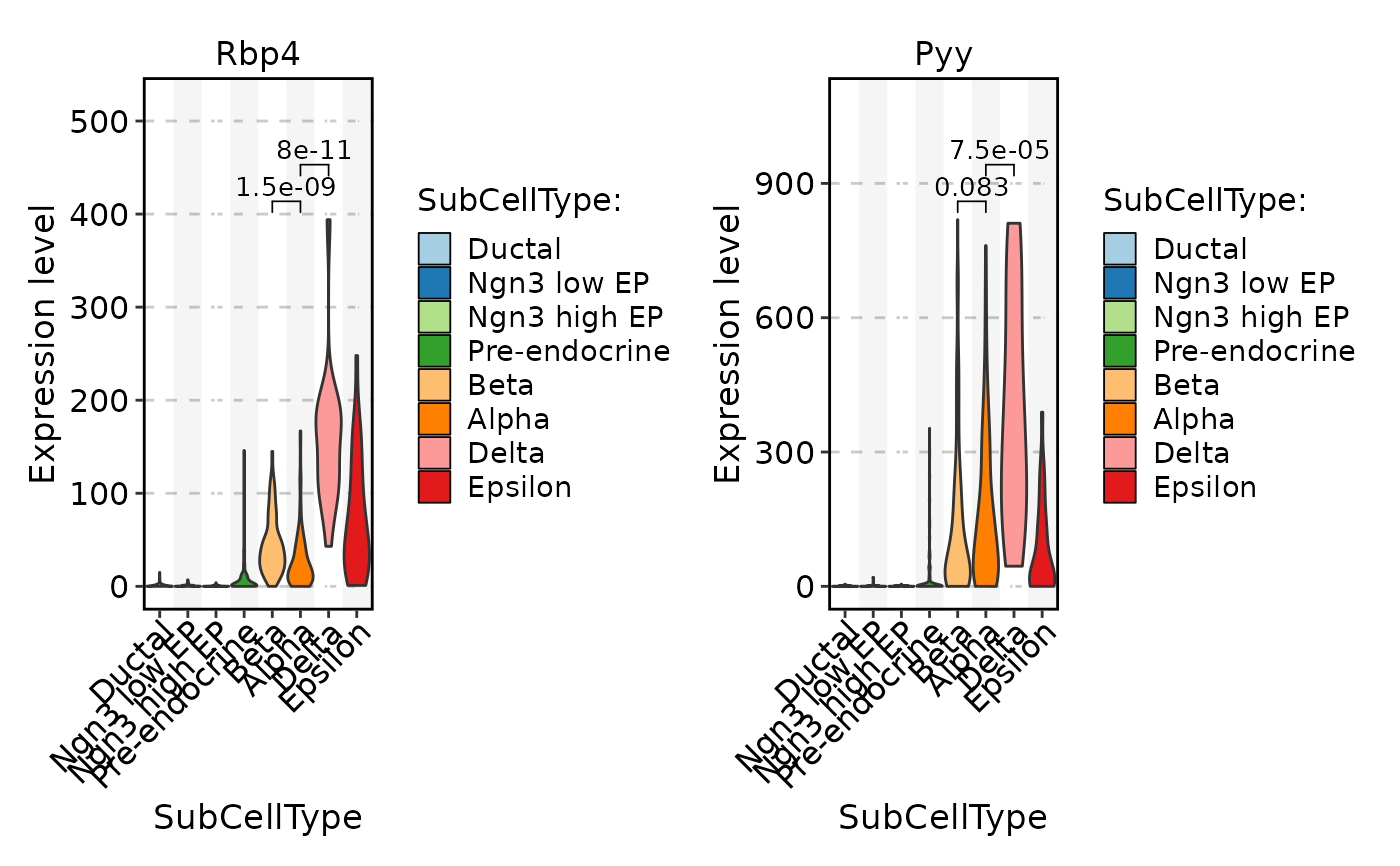 Rbp4
Expression level
500
400
300
200
100
0
8e-11
1.5e-09
Ductal
Ngn3 low EP
Ngn3 high EP
Pre-endocrine
Beta
Alpha
Delta
Epsilon
SubCellType
SubCellType:
Ductal
Ngn3 low EP
Ngn3 high EP
Pre-endocrine
Beta
Alpha
Delta
Epsilon
Pyy
Expression level
900
600
300
0
7.5e-05
0.083
Ductal
Ngn3 low EP
Ngn3 high EP
Pre-endocrine
Beta
Alpha
Delta
Epsilon
SubCellType
SubCellType:
Ductal
Ngn3 low EP
Ngn3 high EP
Pre-endocrine
Beta
Alpha
Delta
Epsilon